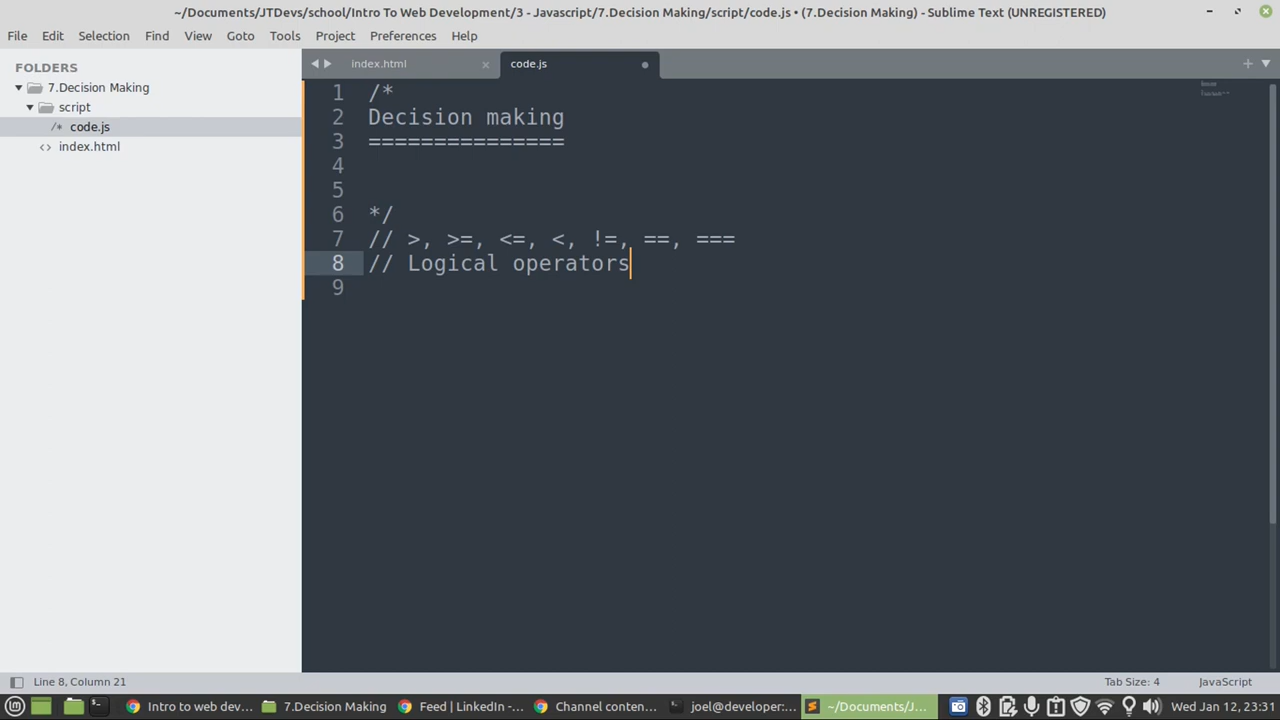 ~/Documents/JTDevs/school/Intro To Web Development/3 - Javascript/7.Decision Making/script/code.js • (7.Decision Making) - Sublime Text (UNREGISTERED)
File Edit Selection Find View Goto Tools Project Preferences Help
FOLDERS
7.Decision Making
script
/* code.js
<> index.html
index.html
code.js
1 /*
2 Decision making
3 ===============
4
5
6 */
7 // >, >=, <=, <, !=, ==, ===
8 // Logical operators
9
Line 8, Column 21
Tab Size: 4
JavaScript
Intro to web dev...
7.Decision Making
Feed | LinkedIn -...
Channel conten...
joel@developer:...
~/Documents/J...
Wed Jan 12, 23:31